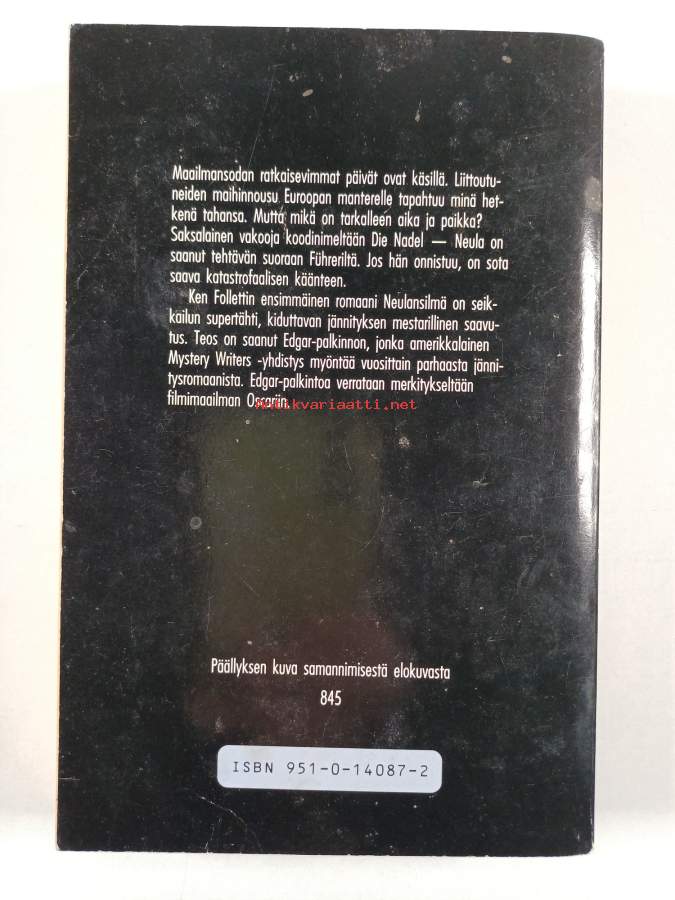 Maailmansodan ratkaisevimmat päivät ovat käsillä. Liittoutu-
neiden maihinnousu Euroopan manterelle tapahtuu minä het-
kenä tahansa. Mutta mikä on tarkalleen aika ja paikka?
Saksalainen vakooja koodinimeltään Die Nadel — Neula on
saanut tehtävän suoraan Führeriltä. Jos hän onnistuu, on sota
saava katastrofaalisen käänteen.
Ken Follettin ensimmäinen romaani Neulansilmä on seik-
kailun supertähti, kiduttavan jännityksen mestarillinen saavu-
tus. Teos on saanut Edgar-palkinnon, jonka amerikkalainen
Mystery Writers -yhdistys myöntää vuosittain parhaasta jänni-
tysromaanista. Edgar-palkintoa verrataan merkitykseltään
filmimaailman Oscariin.
antikvariaatti.net
Päällyksen kuva samannimisestä elokuvasta
845
ISBN 951-0-14087-2